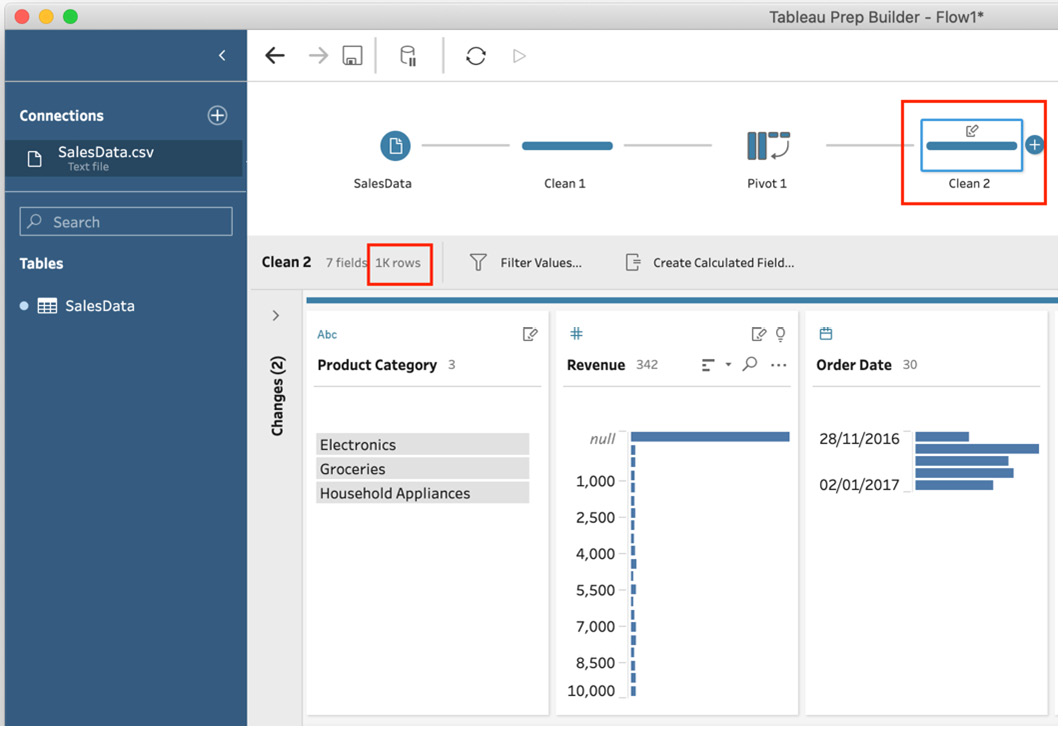 Tableau Prep Builder - Flow1*
Connections
SalesData.csv
Text file
Search
Tables
SalesData
SalesData
Clean 1
Pivot 1
Clean 2
Clean 2 7 fields 1K rows Filter Values... Create Calculated Field...
Changes (2)
Abc
Product Category 3
Electronics
Groceries
Household Appliances
#
Revenue 342
null
1,000
2,500
4,000
5,500
7,000
8,500
10,000
Order Date 30
28/11/2016
02/01/2017